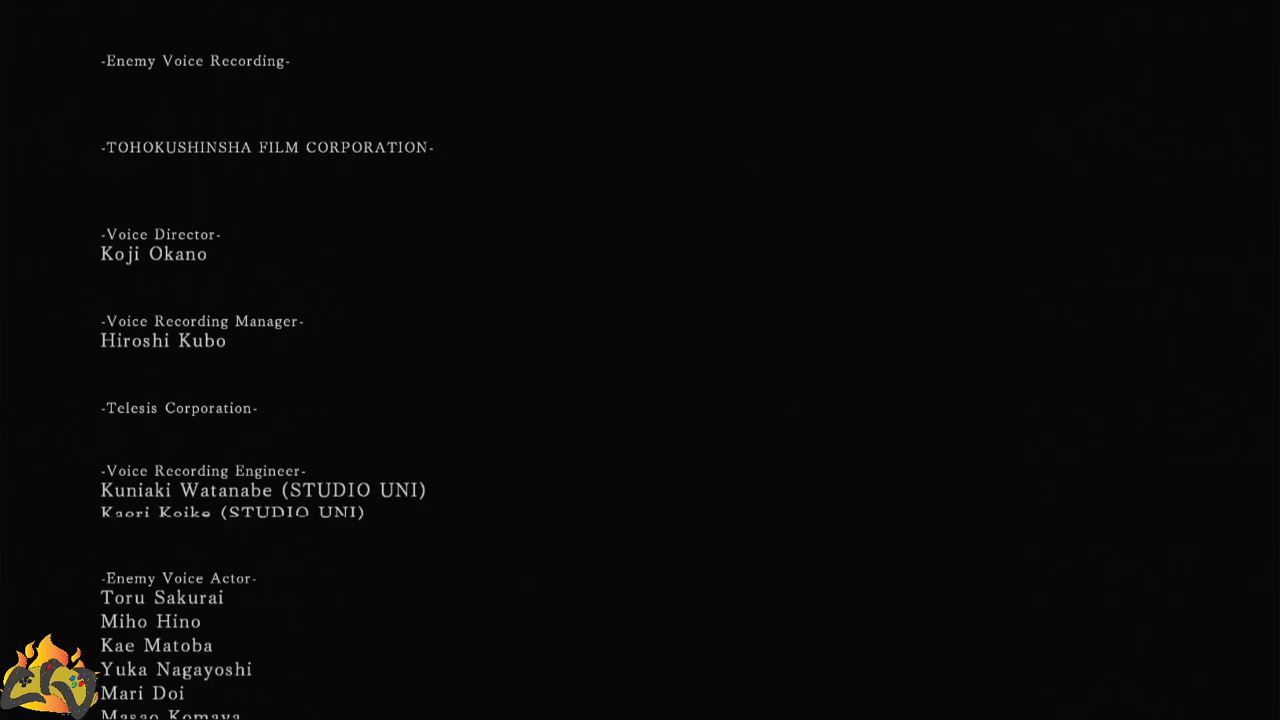 -Enemy Voice Recording-
-TOHOKUSHINSHA FILM CORPORATION-
-Voice Director-
Koji Okano
-Voice Recording Manager-
Hiroshi Kubo
-Telesis Corporation-
-Voice Recording Engineer-
Kuniaki Watanabe (STUDIO UNI)
Kaori Koike (STUDIO UNI)
-Enemy Voice Actor-
Toru Sakurai
Miho Hino
Kae Matoba
Yuka Nagayoshi
Mari Doi
Masao Komaya